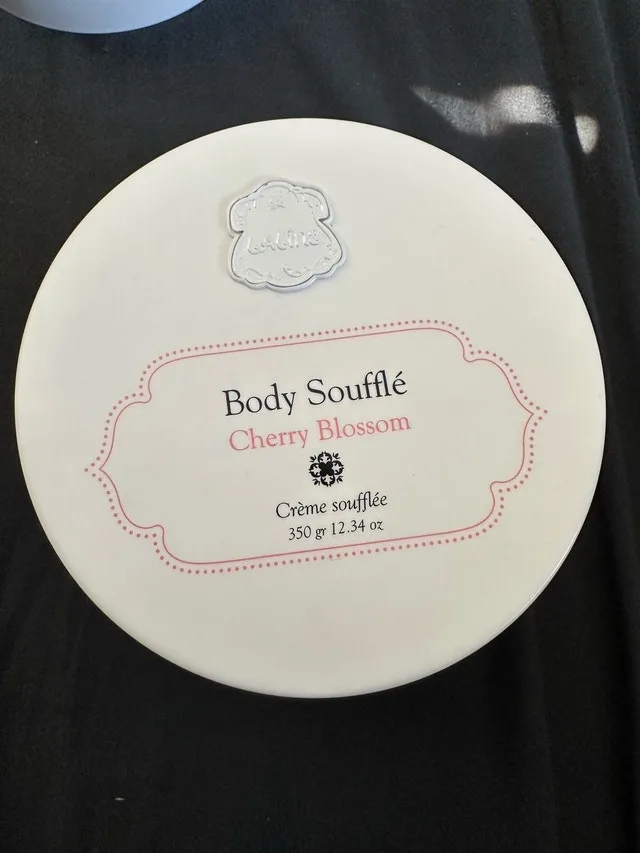 Laline
Body Soufflé
Cherry Blossom
Crème soufflée
350 gr 12.34 oz